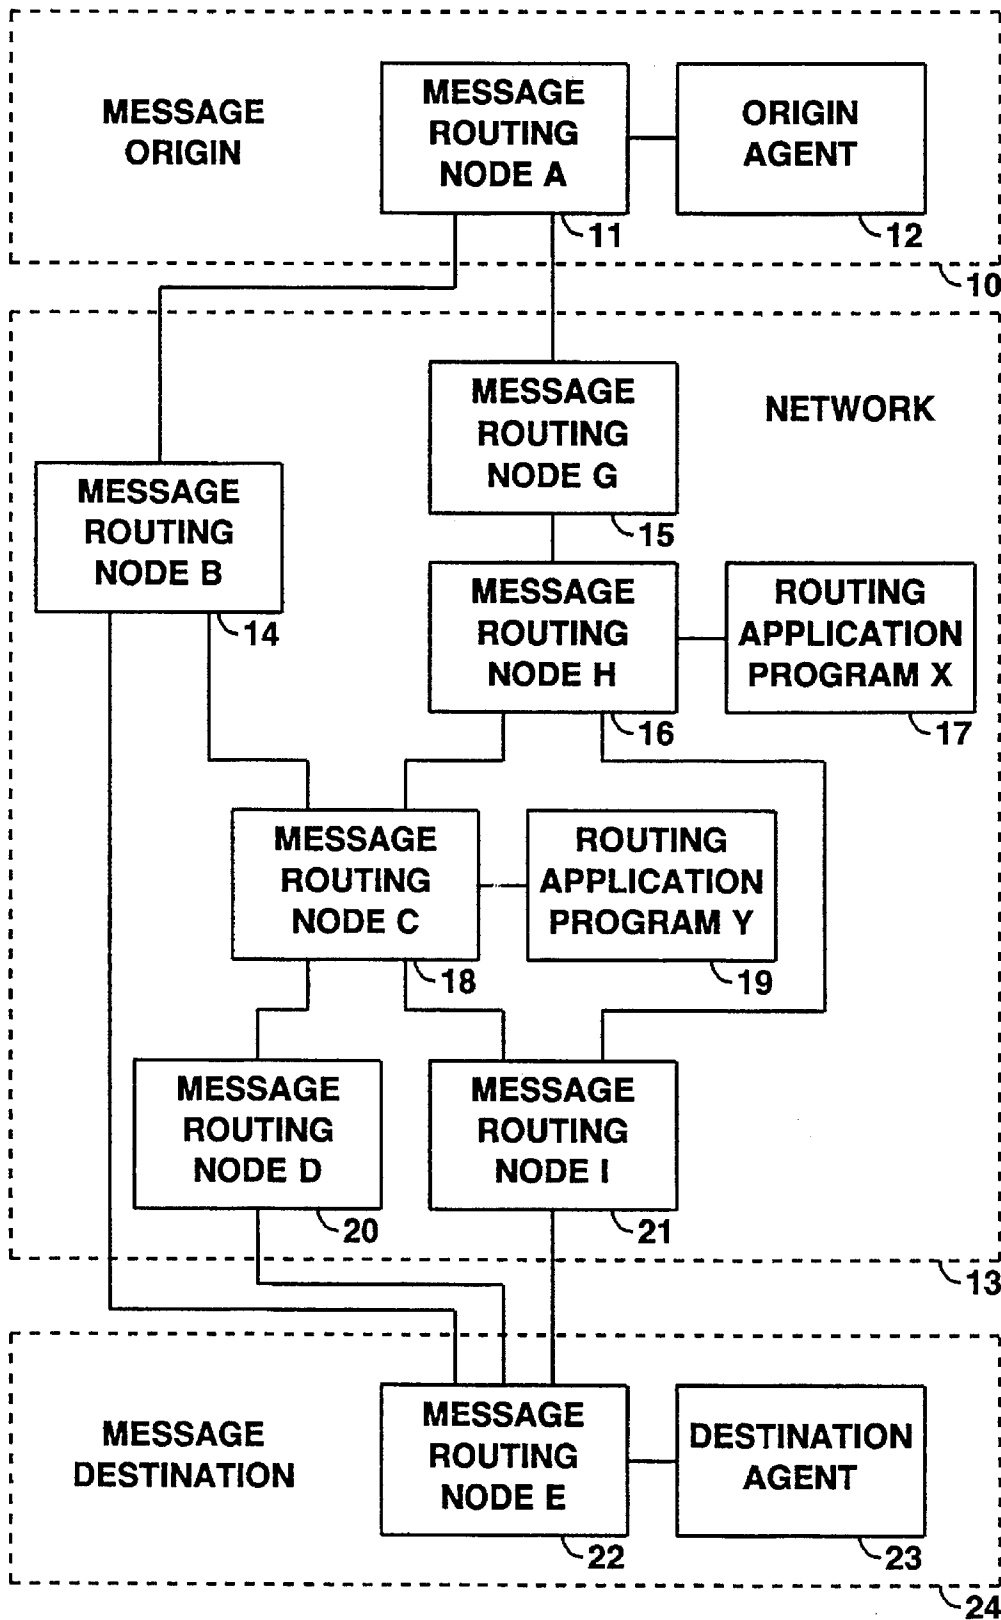 MESSAGE
ORIGIN
MESSAGE
ROUTING
NODE A
11
ORIGIN
AGENT
12
10
NETWORK
MESSAGE
ROUTING
NODE G
15
MESSAGE
ROUTING
NODE B
14
MESSAGE
ROUTING
NODE H
16
ROUTING
APPLICATION
PROGRAM X
17
MESSAGE
ROUTING
NODE C
18
ROUTING
APPLICATION
PROGRAM Y
19
MESSAGE
ROUTING
NODE D
20
MESSAGE
ROUTING
NODE I
21
13
MESSAGE
DESTINATION
MESSAGE
ROUTING
NODE E
22
DESTINATION
AGENT
23
24